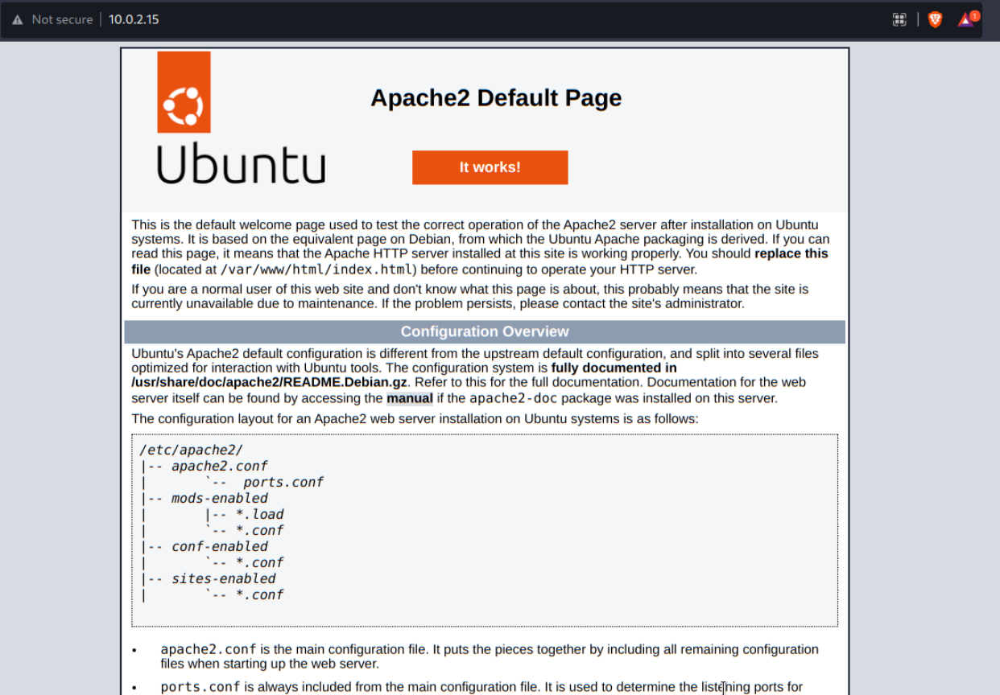 Not secure | 10.0.2.15
1
Apache2 Default Page
Ubuntu
It works!
This is the default welcome page used to test the correct operation of the Apache2 server after installation on Ubuntu
systems. It is based on the equivalent page on Debian, from which the Ubuntu Apache packaging is derived. If you can
read this page, it means that the Apache HTTP server installed at this site is working properly. You should replace this
file (located at /var/www/html/index.html) before continuing to operate your HTTP server.
If you are a normal user of this web site and don't know what this page is about, this probably means that the site is
currently unavailable due to maintenance. If the problem persists, please contact the site's administrator.
Configuration Overview
Ubuntu's Apache2 default configuration is different from the upstream default configuration, and split into several files
optimized for interaction with Ubuntu tools. The configuration system is fully documented in
/usr/share/doc/apache2/README.Debian.gz. Refer to this for the full documentation. Documentation for the web
server itself can be found by accessing the manual if the apache2-doc package was installed on this server.
The configuration layout for an Apache2 web server installation on Ubuntu systems is as follows:
/etc/apache2/
|-- apache2.conf
|       `--  ports.conf
|-- mods-enabled
|       |-- *.load
|       `-- *.conf
|-- conf-enabled
|       `-- *.conf
|-- sites-enabled
|       `-- *.conf
• apache2.conf is the main configuration file. It puts the pieces together by including all remaining configuration
files when starting up the web server.
• ports.conf is always included from the main configuration file. It is used to determine the listening ports for